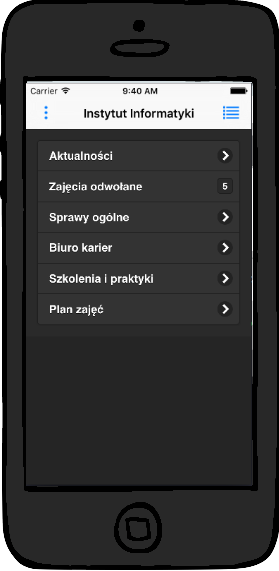 Carrier 9:40 AM
Instytut Informatyki
Aktualności
Zajęcia odwołane 5
Sprawy ogólne
Biuro karier
Szkolenia i praktyki
Plan zajęć